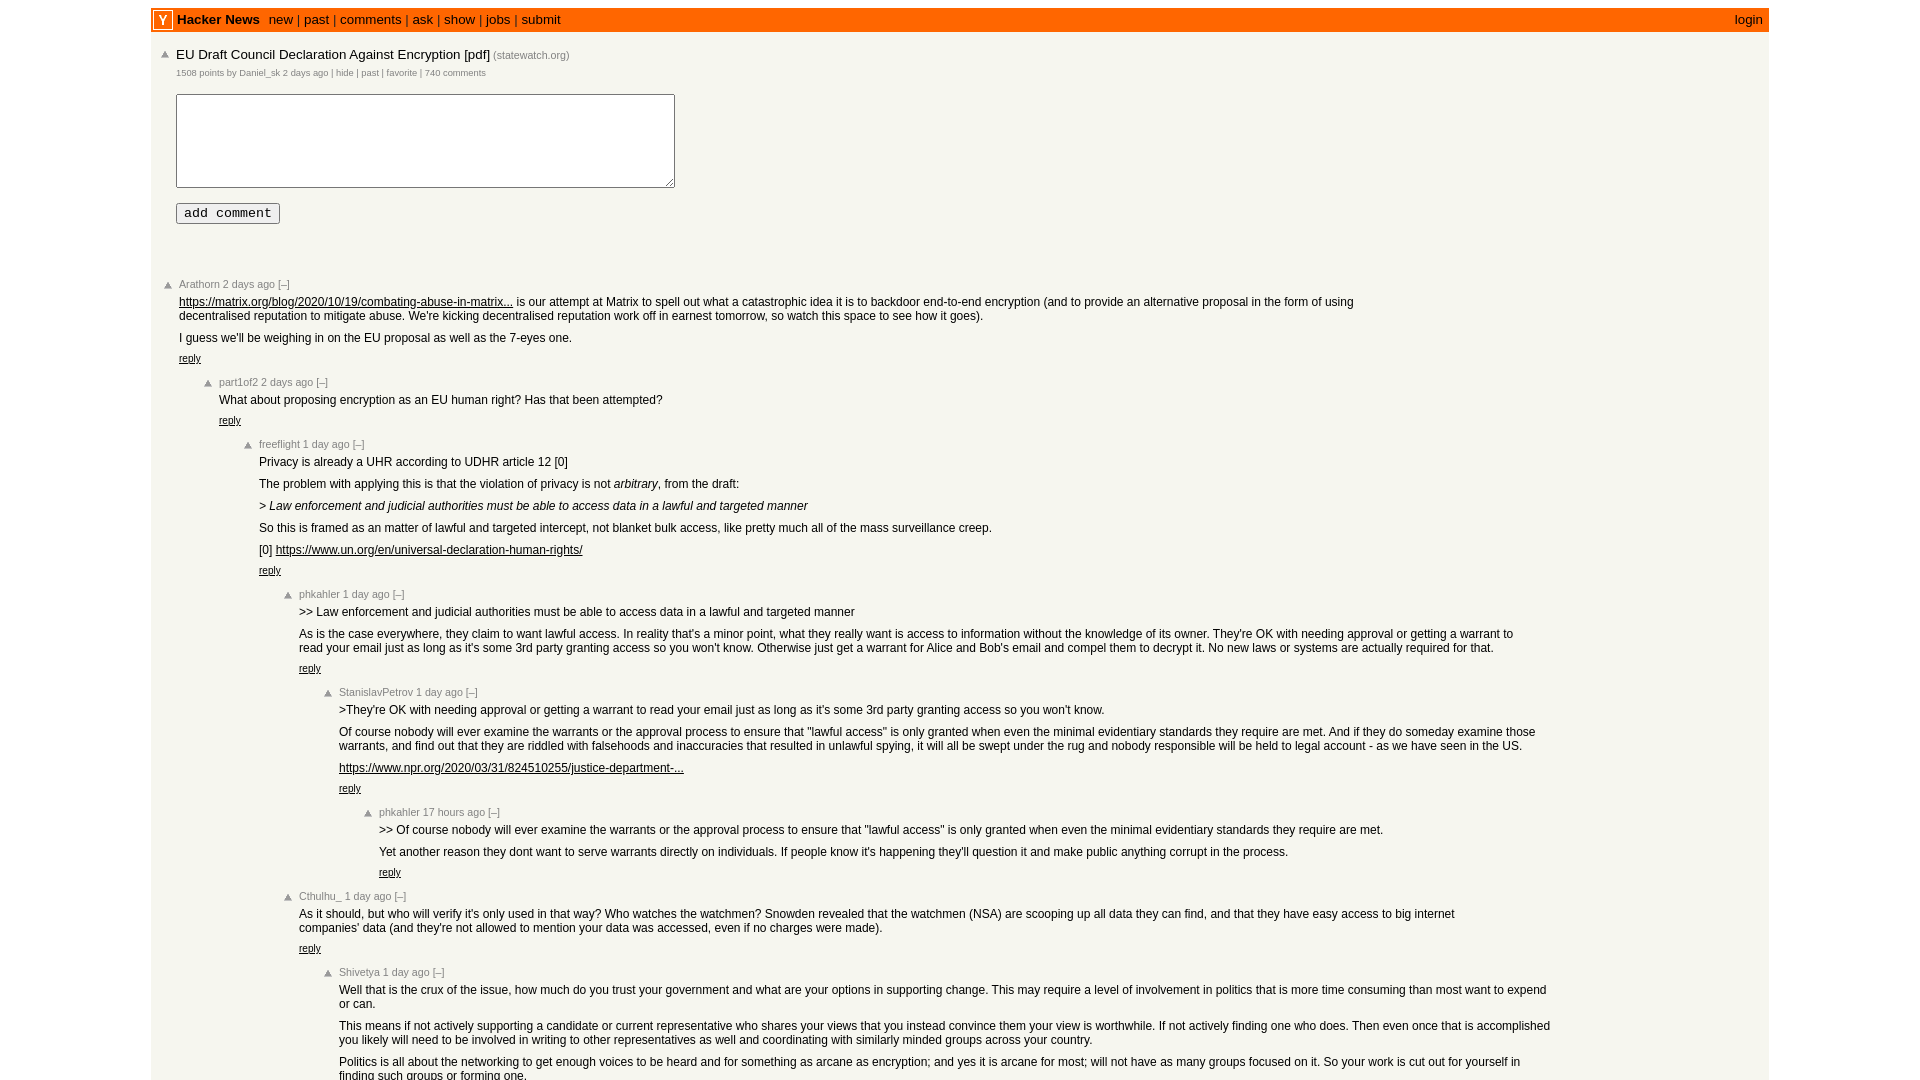 Y Hacker News new | past | comments | ask | show | jobs | submit login
EU Draft Council Declaration Against Encryption [pdf] (statewatch.org)
1508 points by Daniel_sk 2 days ago | hide | past | favorite | 740 comments
add comment
Arathorn 2 days ago [–]
https://matrix.org/blog/2020/10/19/combating-abuse-in-matrix... is our attempt at Matrix to spell out what a catastrophic idea it is to backdoor end-to-end encryption (and to provide an alternative proposal in the form of using
decentralised reputation to mitigate abuse. We're kicking decentralised reputation work off in earnest tomorrow, so watch this space to see how it goes).
I guess we'll be weighing in on the EU proposal as well as the 7-eyes one.
reply
part1of2 2 days ago [–]
What about proposing encryption as an EU human right? Has that been attempted?
reply
freeflight 1 day ago [–]
Privacy is already a UHR according to UDHR article 12 [0]
The problem with applying this is that the violation of privacy is not arbitrary, from the draft:
> Law enforcement and judicial authorities must be able to access data in a lawful and targeted manner
So this is framed as an matter of lawful and targeted intercept, not blanket bulk access, like pretty much all of the mass surveillance creep.
[0] https://www.un.org/en/universal-declaration-human-rights/
reply
phkahler 1 day ago [–]
>> Law enforcement and judicial authorities must be able to access data in a lawful and targeted manner
As is the case everywhere, they claim to want lawful access. In reality that's a minor point, what they really want is access to information without the knowledge of its owner. They're OK with needing approval or getting a warrant to
read your email just as long as it's some 3rd party granting access so you won't know. Otherwise just get a warrant for Alice and Bob's email and compel them to decrypt it. No new laws or systems are actually required for that.
reply
StanislavPetrov 1 day ago [–]
>They're OK with needing approval or getting a warrant to read your email just as long as it's some 3rd party granting access so you won't know.
Of course nobody will ever examine the warrants or the approval process to ensure that "lawful access" is only granted when even the minimal evidentiary standards they require are met. And if they do someday examine those
warrants, and find out that they are riddled with falsehoods and inaccuracies that resulted in unlawful spying, it will all be swept under the rug and nobody responsible will be held to legal account - as we have seen in the US.
https://www.npr.org/2020/03/31/824510255/justice-department-...
reply
phkahler 17 hours ago [–]
>> Of course nobody will ever examine the warrants or the approval process to ensure that "lawful access" is only granted when even the minimal evidentiary standards they require are met.
Yet another reason they dont want to serve warrants directly on individuals. If people know it's happening they'll question it and make public anything corrupt in the process.
reply
Cthulhu_ 1 day ago [–]
As it should, but who will verify it's only used in that way? Who watches the watchmen? Snowden revealed that the watchmen (NSA) are scooping up all data they can find, and that they have easy access to big internet
companies' data (and they're not allowed to mention your data was accessed, even if no charges were made).
reply
Shivetya 1 day ago [–]
Well that is the crux of the issue, how much do you trust your government and what are your options in supporting change. This may require a level of involvement in politics that is more time consuming than most want to expend
or can.
This means if not actively supporting a candidate or current representative who shares your views that you instead convince them your view is worthwhile. If not actively finding one who does. Then even once that is accomplished
you likely will need to be involved in writing to other representatives as well and coordinating with similarly minded groups across your country.
Politics is all about the networking to get enough voices to be heard and for something as arcane as encryption; and yes it is arcane for most; will not have as many groups focused on it. So your work is cut out for yourself in
finding such groups or forming one.